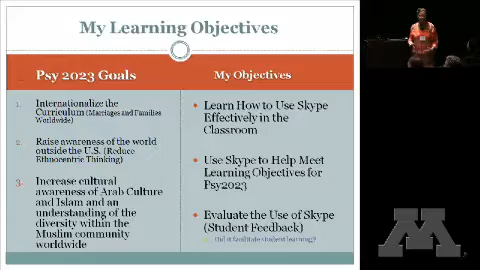 My Learning Objectives
Psy 2023 Goals
My Objectives
1. Internationalize the
Curriculum (Marriages and Families
Worldwide)
2. Raise awareness of the world
outside the U.S. (Reduce
Ethnocentric Thinking)
3. Increase cultural
awareness of Arab Culture
and Islam and an
understanding of the
diversity within the
Muslim community
worldwide
• Learn How to Use Skype
Effectively in the
Classroom
• Use Skype to Help Meet
Learning Objectives for
Psy2023
• Evaluate the Use of Skype
(Student Feedback)
Did it facilitate student learning?
M